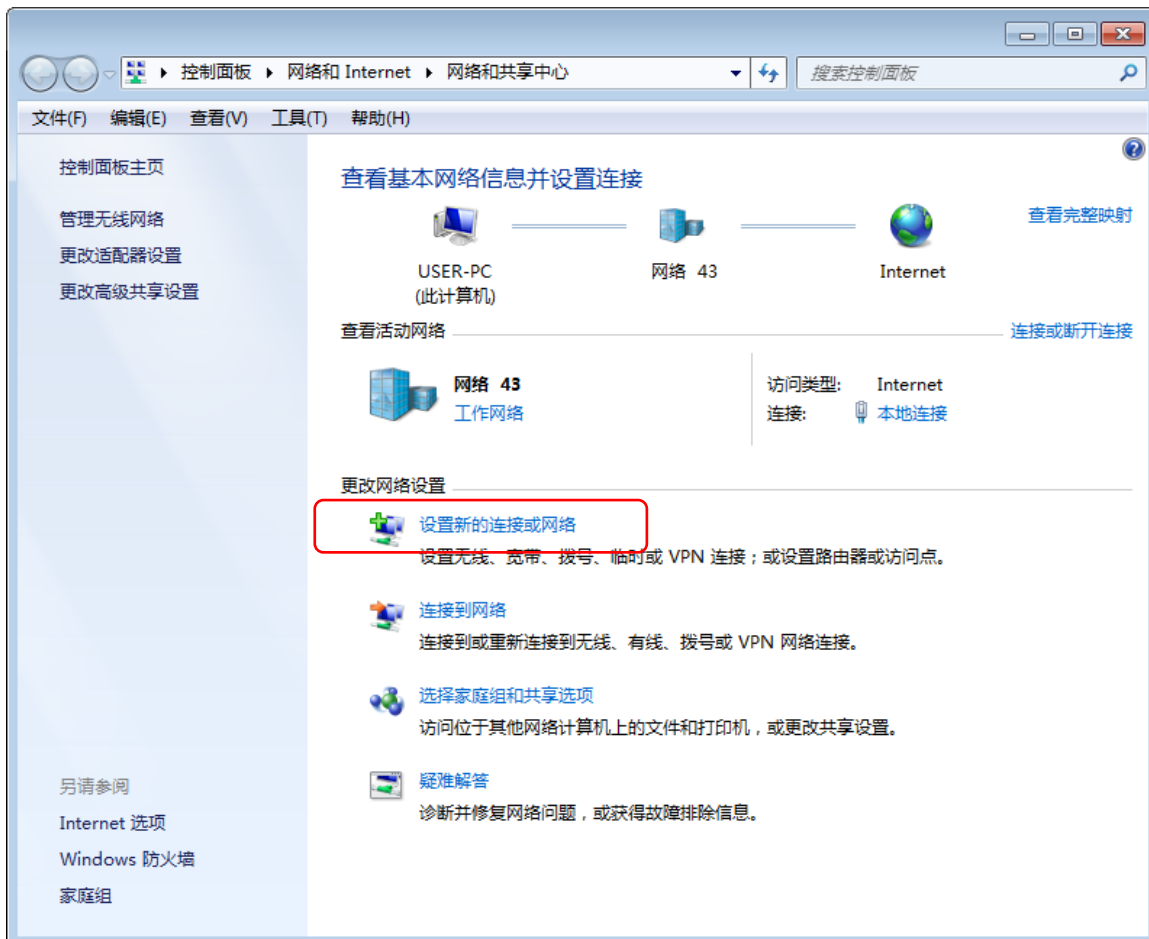 控制面板 ▸ 网络和 Internet ▸ 网络和共享中心
搜索控制面板
文件(F) 编辑(E) 查看(V) 工具(T) 帮助(H)
控制面板主页
管理无线网络
更改适配器设置
更改高级共享设置
另请参阅
Internet 选项
Windows 防火墙
家庭组
查看基本网络信息并设置连接
查看完整映射
USER-PC
(此计算机)
网络 43
Internet
查看活动网络
连接或断开连接
网络 43
工作网络
访问类型: Internet
连接: 本地连接
更改网络设置
设置新的连接或网络
设置无线、宽带、拨号、临时或 VPN 连接；或设置路由器或访问点。
连接到网络
连接到或重新连接到无线、有线、拨号或 VPN 网络连接。
选择家庭组和共享选项
访问位于其他网络计算机上的文件和打印机，或更改共享设置。
疑难解答
诊断并修复网络问题，或获得故障排除信息。